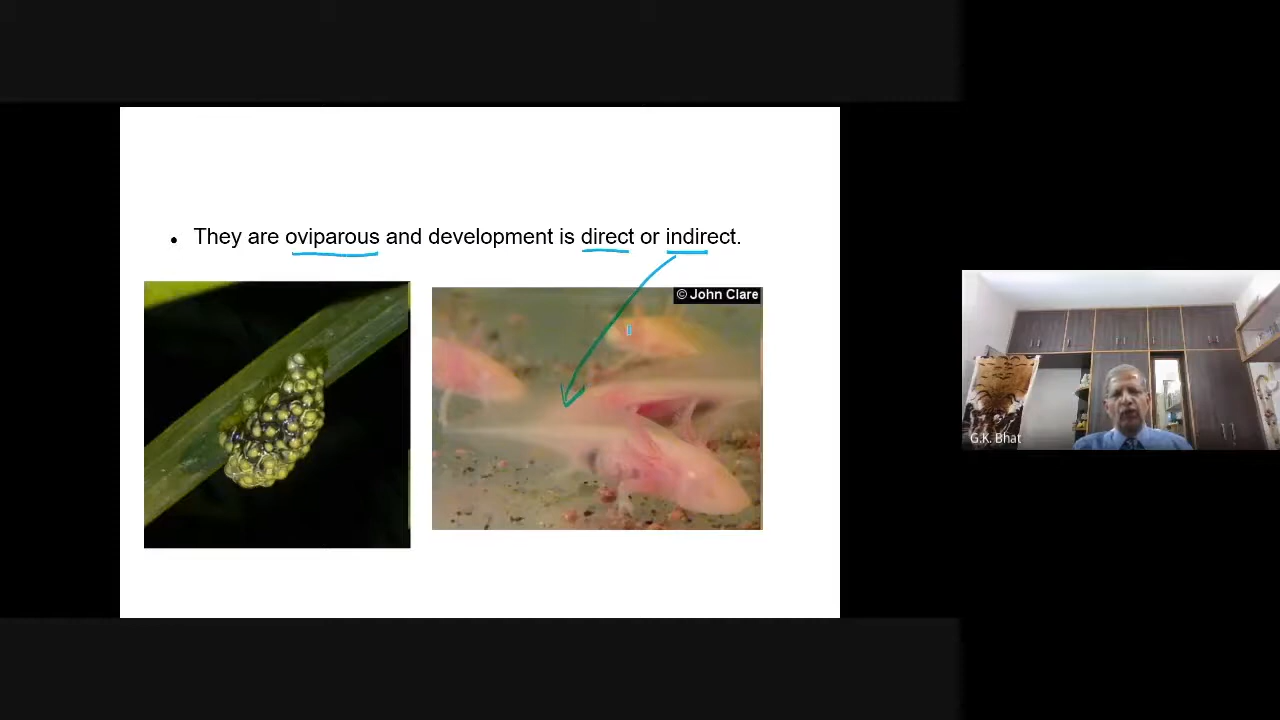 • They are oviparous and development is direct or indirect.
© John Clare
G.K. Bhat